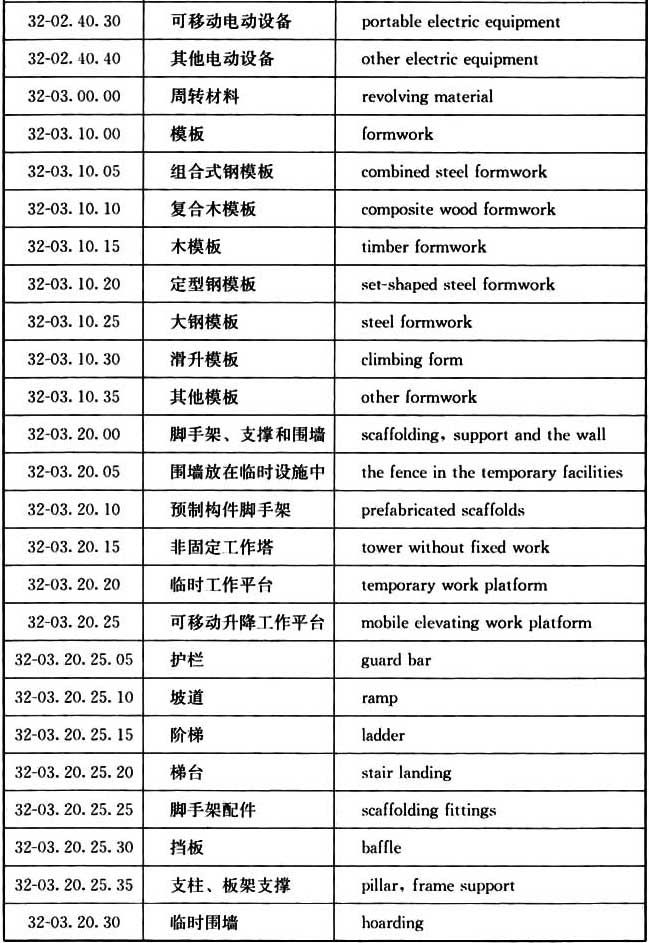 32-02.40.30 可移动电动设备 portable electric equipment
32-02.40.40 其他电动设备 other electric equipment
32-03.00.00 周转材料 revolving material
32-03.10.00 模板 formwork
32-03.10.05 组合式钢模板 combined steel formwork
32-03.10.10 复合木模板 composite wood formwork
32-03.10.15 木模板 timber formwork
32-03.10.20 定型钢模板 set-shaped steel formwork
32-03.10.25 大钢模板 steel formwork
32-03.10.30 滑升模板 climbing form
32-03.10.35 其他模板 other formwork
32-03.20.00 脚手架、支撑和围墙 scaffolding, support and the wall
32-03.20.05 围墙放在临时设施中 the fence in the temporary facilities
32-03.20.10 预制构件脚手架 prefabricated scaffolds
32-03.20.15 非固定工作塔 tower without fixed work
32-03.20.20 临时工作平台 temporary work platform
32-03.20.25 可移动升降工作平台 mobile elevating work platform
32-03.20.25.05 护栏 guard bar
32-03.20.25.10 坡道 ramp
32-03.20.25.15 阶梯 ladder
32-03.20.25.20 梯台 stair landing
32-03.20.25.25 脚手架配件 scaffolding fittings
32-03.20.25.30 挡板 baffle
32-03.20.25.35 支柱、板架支撑 pillar, frame support
32-03.20.30 临时围墙 hoarding